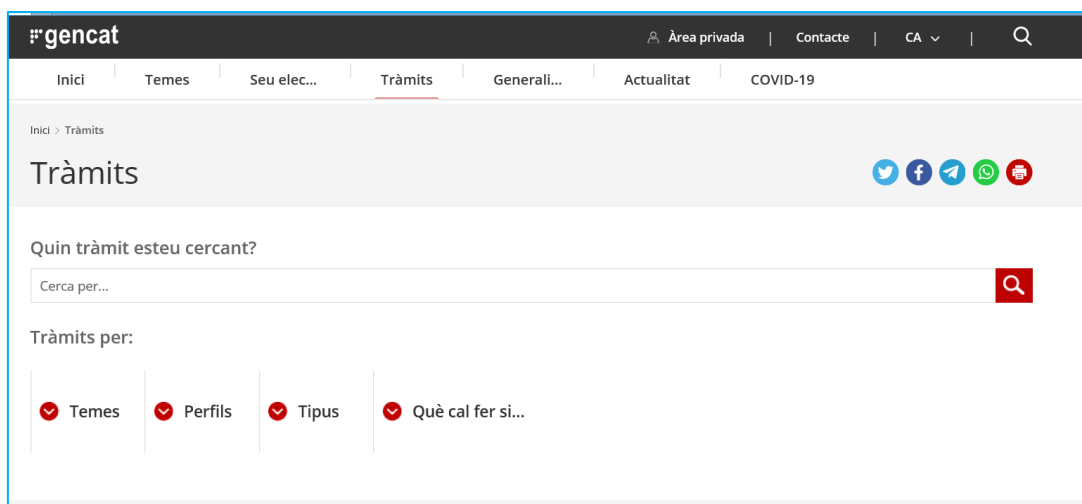 gencat
Àrea privada | Contacte | CA |
Inici Temes Seu elec... Tràmits Generali... Actualitat COVID-19
Inici > Tràmits
Tràmits
Quin tràmit esteu cercant?
Cerca per...
Tràmits per:
Temes Perfils Tipus Què cal fer si...